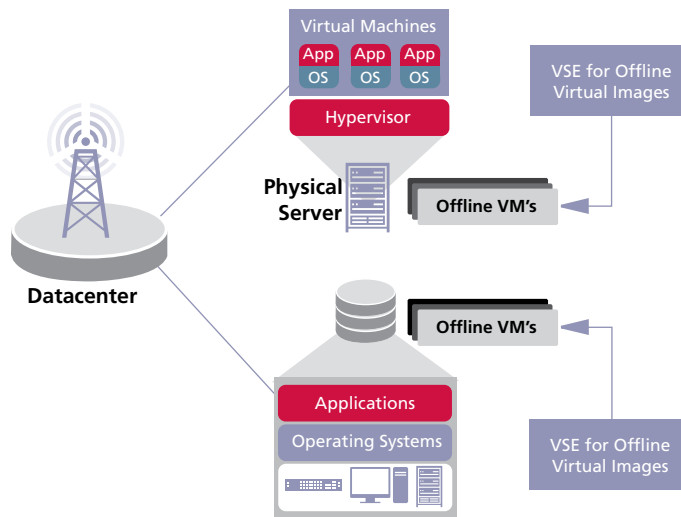 Virtual Machines
App App App
OS OS OS
Hypervisor
VSE for Offline
Virtual Images
Physical
Server
Offline VM's
Datacenter
Offline VM's
Applications
Operating Systems
VSE for Offline
Virtual Images